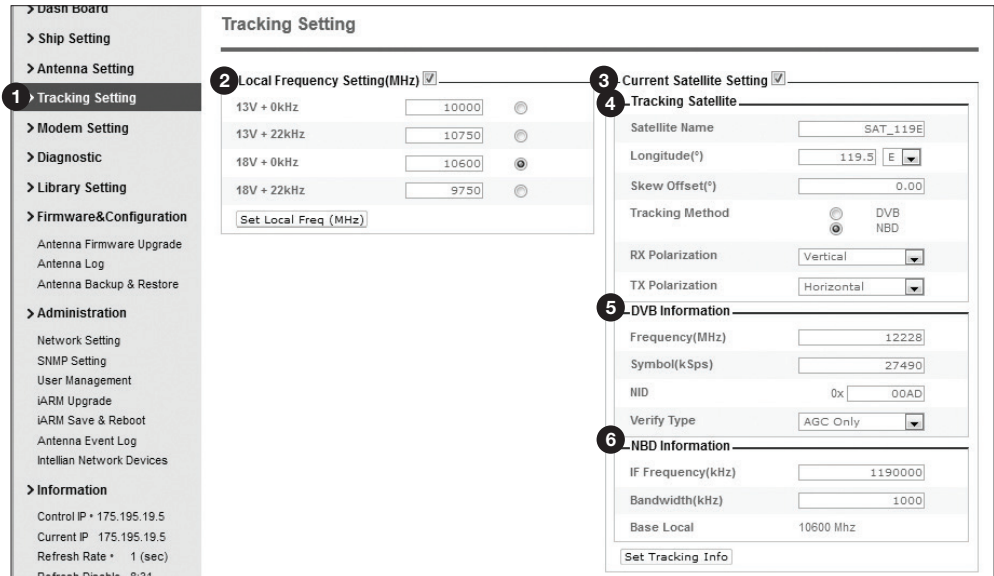 > Dash Board
> Ship Setting
> Antenna Setting
1 > Tracking Setting
> Modem Setting
> Diagnostic
> Library Setting
> Firmware&Configuration
Antenna Firmware Upgrade
Antenna Log
Antenna Backup & Restore
> Administration
Network Setting
SNMP Setting
User Management
iARM Upgrade
iARM Save & Reboot
Antenna Event Log
Intellian Network Devices
> Information
Control IP • 175.195.19.5
Current IP 175.195.19.5
Refresh Rate • 1 (sec)
Refresh Disable 8:31
Tracking Setting
2 Local Frequency Setting(MHz)
13V + 0kHz 10000
13V + 22kHz 10750
18V + 0kHz 10600
18V + 22kHz 9750
Set Local Freq (MHz)
3 Current Satellite Setting
4 Tracking Satellite
Satellite Name SAT_119E
Longitude(°) 119.5 E
Skew Offset(°) 0.00
Tracking Method DVB
NBD
RX Polarization Vertical
TX Polarization Horizontal
5 DVB Information
Frequency(MHz) 12228
Symbol(kSps) 27490
NID 0x 00AD
Verify Type AGC Only
6 NBD Information
IF Frequency(kHz) 1190000
Bandwidth(kHz) 1000
Base Local 10600 Mhz
Set Tracking Info